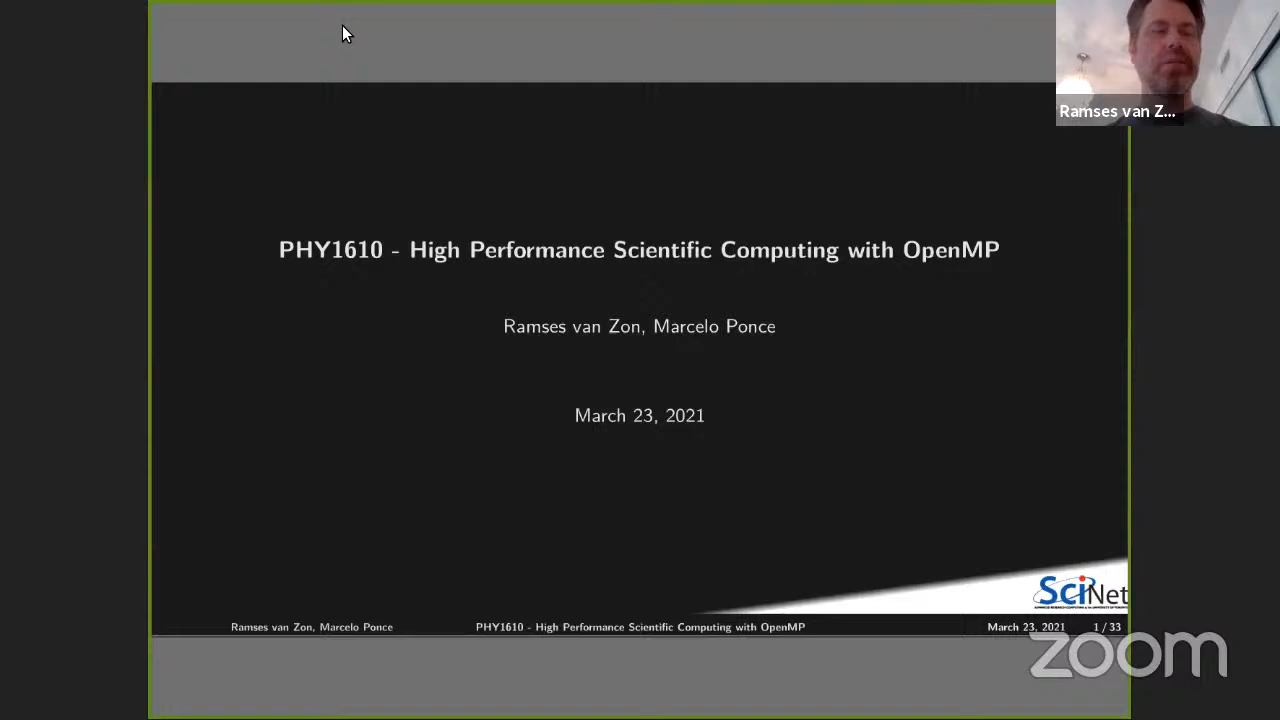 Ramses van Z...
PHY1610 - High Performance Scientific Computing with OpenMP
Ramses van Zon, Marcelo Ponce
March 23, 2021
SciNet
Ramses van Zon, Marcelo Ponce
PHY1610 - High Performance Scientific Computing with OpenMP
March 23, 2021
1 / 33
zoom